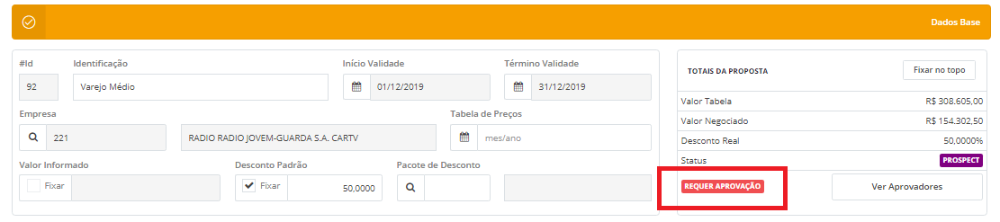 Dados Base
#Id
Identificação
Início Validade
Término Validade
92
Varejo Médio
01/12/2019
31/12/2019
Empresa
Tabela de Preços
221
RADIO RADIO JOVEM-GUARDA S.A. CARTV
mes/ano
Valor Informado
Desconto Padrão
Pacote de Desconto
Fixar
Fixar
50,0000
TOTAIS DA PROPOSTA
Fixar no topo
Valor Tabela R$ 308.605,00
Valor Negociado R$ 154.302,50
Desconto Real 50,0000%
Status PROSPECT
REQUER APROVAÇÃO
Ver Aprovadores